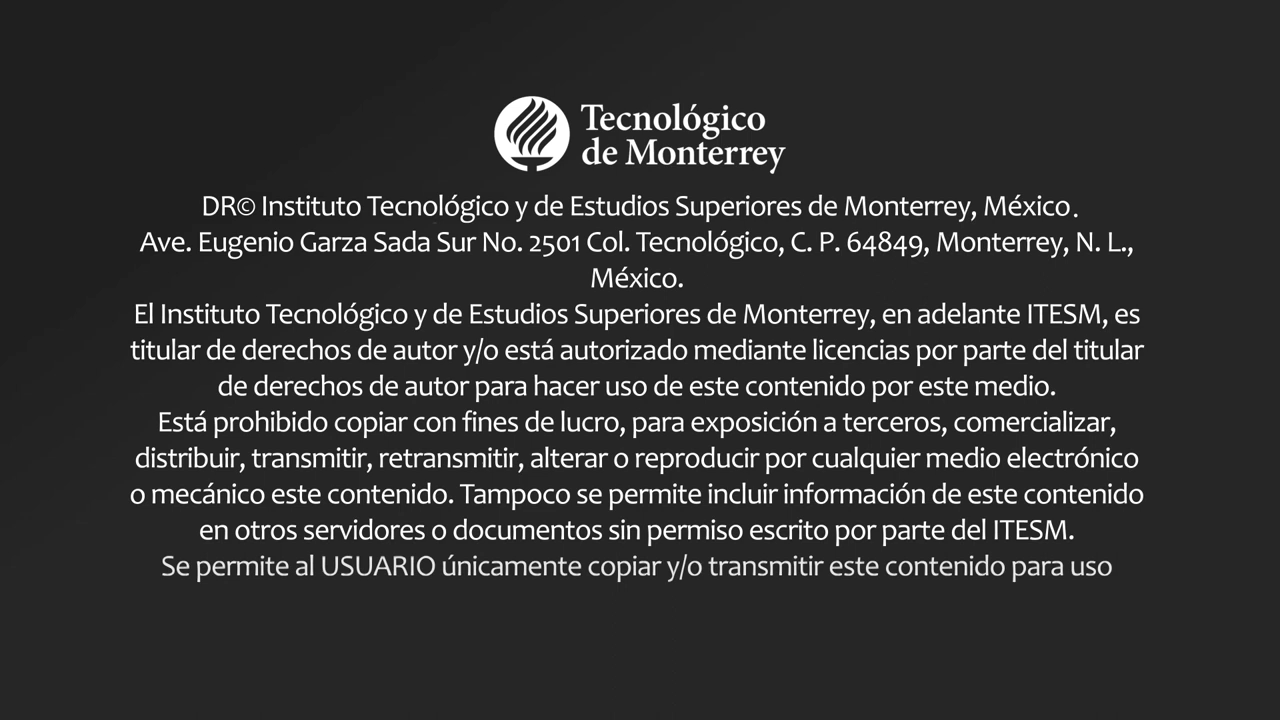 Tecnológico
de Monterrey
DR© Instituto Tecnológico y de Estudios Superiores de Monterrey, México.
Ave. Eugenio Garza Sada Sur No. 2501 Col. Tecnológico, C. P. 64849, Monterrey, N. L.,
México.
El Instituto Tecnológico y de Estudios Superiores de Monterrey, en adelante ITESM, es
titular de derechos de autor y/o está autorizado mediante licencias por parte del titular
de derechos de autor para hacer uso de este contenido por este medio.
Está prohibido copiar con fines de lucro, para exposición a terceros, comercializar,
distribuir, transmitir, retransmitir, alterar o reproducir por cualquier medio electrónico
o mecánico este contenido. Tampoco se permite incluir información de este contenido
en otros servidores o documentos sin permiso escrito por parte del ITESM.
Se permite al USUARIO únicamente copiar y/o transmitir este contenido para uso